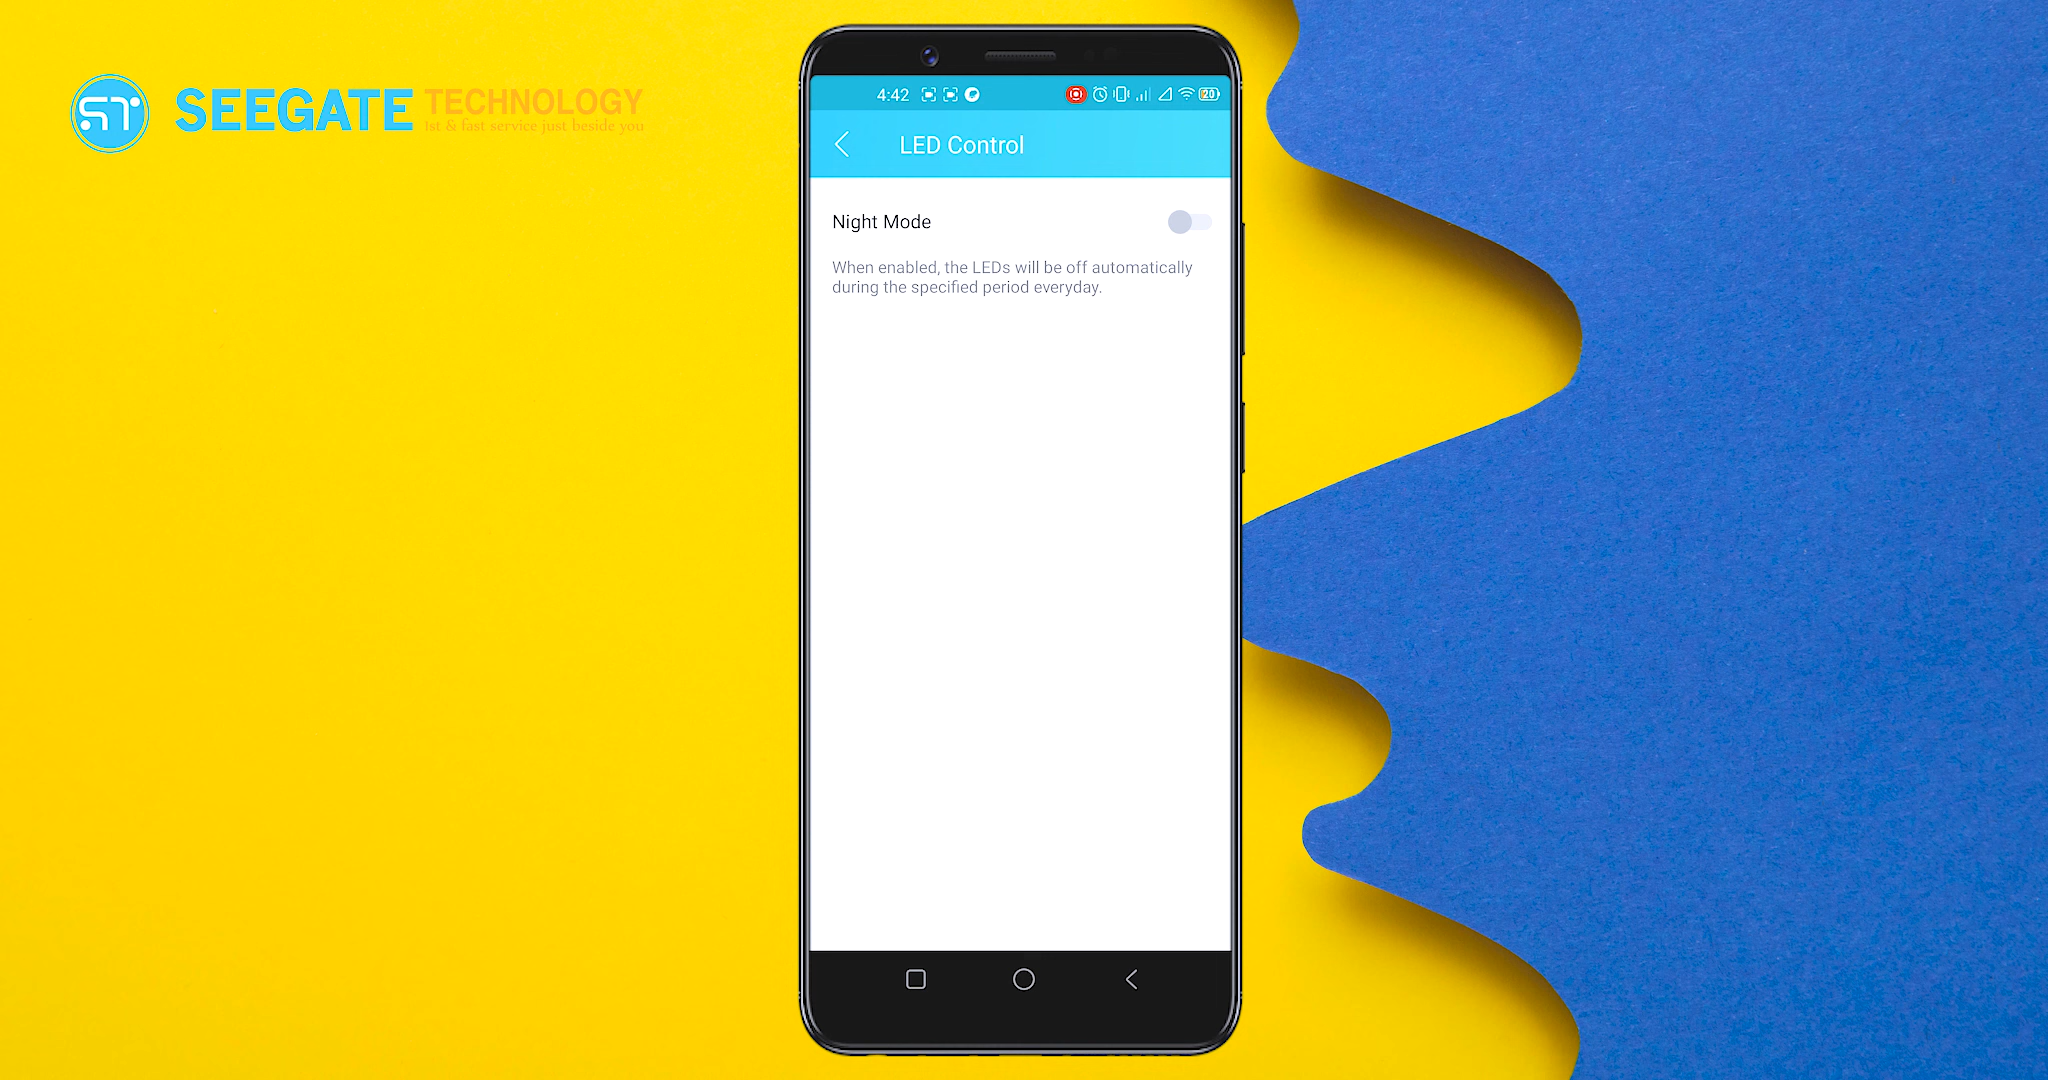 SEEGATE TECHNOLOGY
1st & fast service just beside you
4:42
20
LED Control
Night Mode
When enabled, the LEDs will be off automatically
during the specified period everyday.